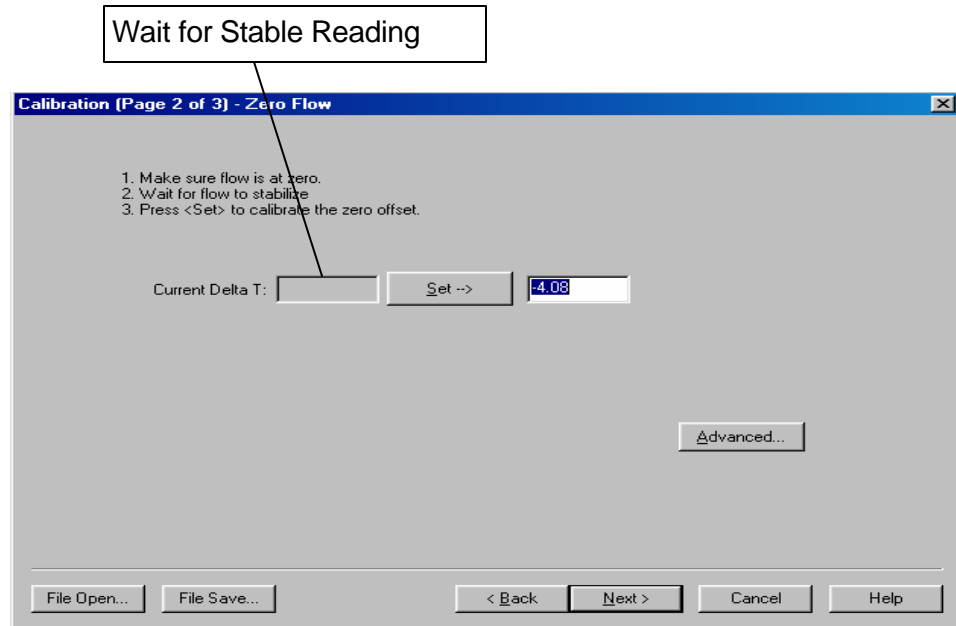 Wait for Stable Reading
Calibration (Page 2 of 3) - Zero Flow
1. Make sure flow is at zero.
2. Wait for flow to stabilize
3. Press <Set> to calibrate the zero offset.
Current Delta T: Set --> -4.08
Advanced...
File Open... File Save... < Back Next > Cancel Help